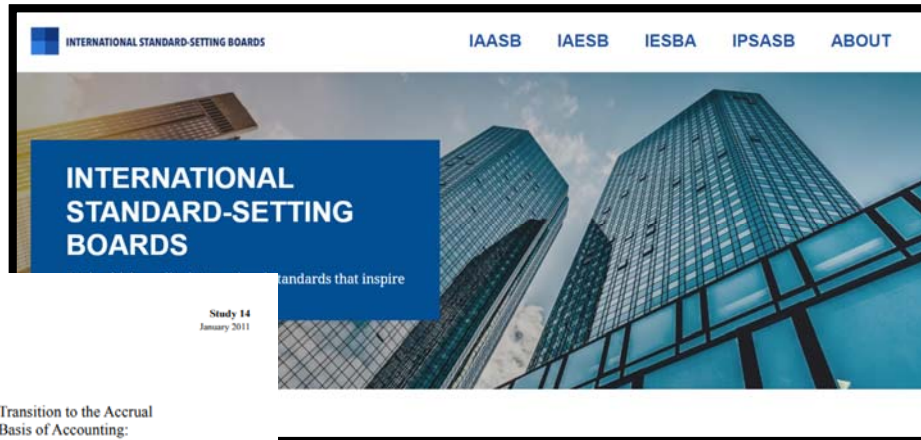 INTERNATIONAL STANDARD-SETTING BOARDS
IAASB IAESB IESBA IPSASB ABOUT
INTERNATIONAL
STANDARD-SETTING
BOARDS
standards that inspire
Study 14
January 2011
Transition to the Accrual
Basis of Accounting: